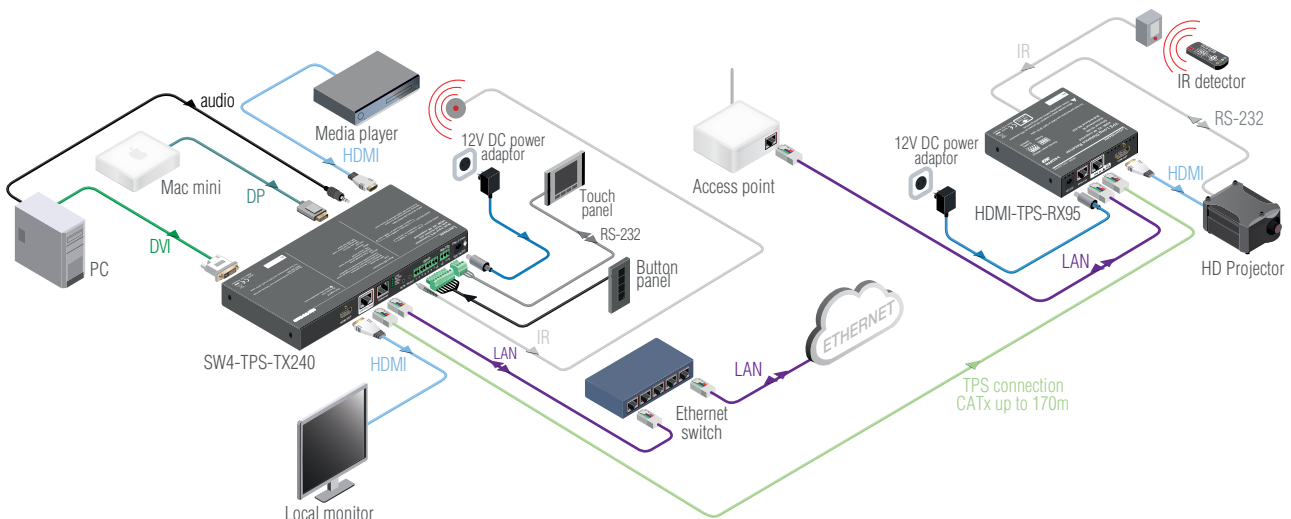 audio
Media player
HDMI
Mac mini
DP
PC
DVI
12V DC power
adaptor
Touch
panel
RS-232
Button
panel
SW4-TPS-TX240
HDMI
LAN
IR
Local monitor
Ethernet
switch
LAN
ETHERNET
Access point
12V DC power
adaptor
HDMI-TPS-RX95
IR
IR detector
RS-232
HDMI
HD Projector
LAN
TPS connection
CATx up to 170m